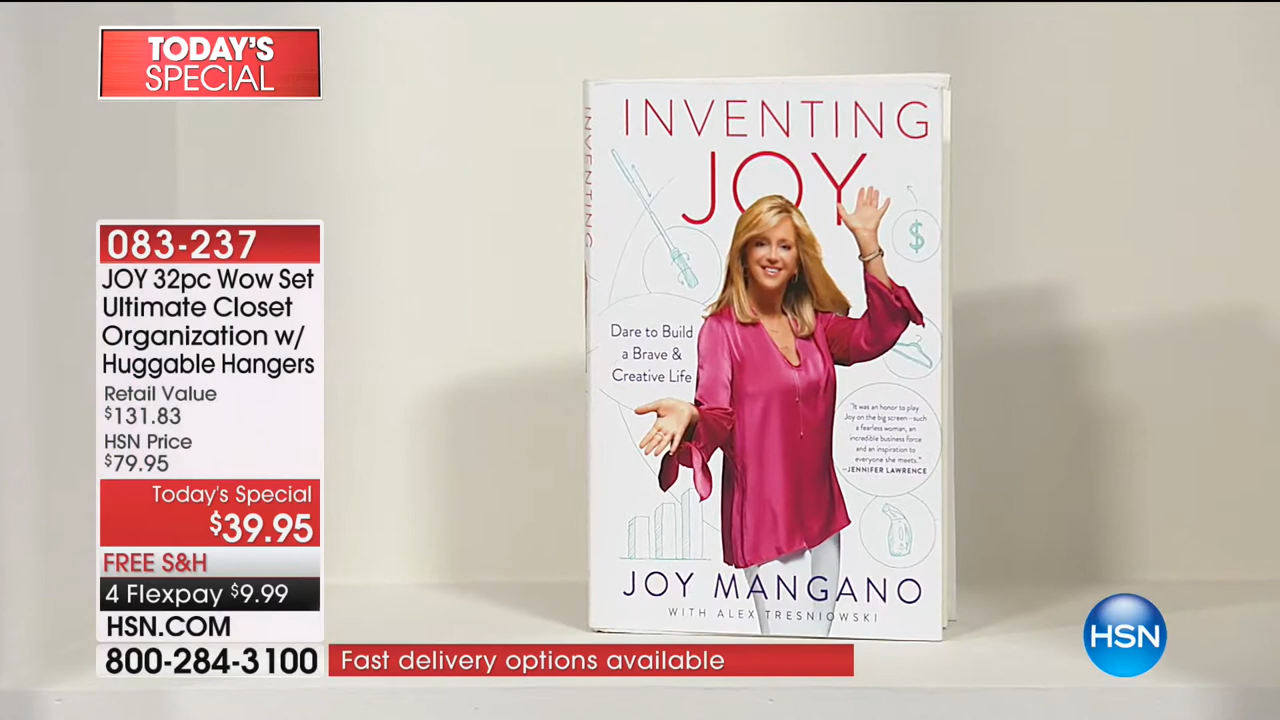 TODAY'S
SPECIAL
083-237
JOY 32pc Wow Set
Ultimate Closet
Organization w/
Huggable Hangers
Retail Value
$131.83
HSN Price
$79.95
Today's Special
$39.95
FREE S&H
4 Flexpay $9.99
HSN.COM
800-284-3100
Fast delivery options available
INVENTING
INVENTING
JOY
$
Dare to Build
a Brave &
Creative Life
"It was an honor to play
Joy on the big screen—such
a fearless woman, an
incredible business force
and an inspiration to
everyone she meets."
—JENNIFER LAWRENCE
JOY MANGANO
WITH ALEX TRESNIOWSKI
HSN